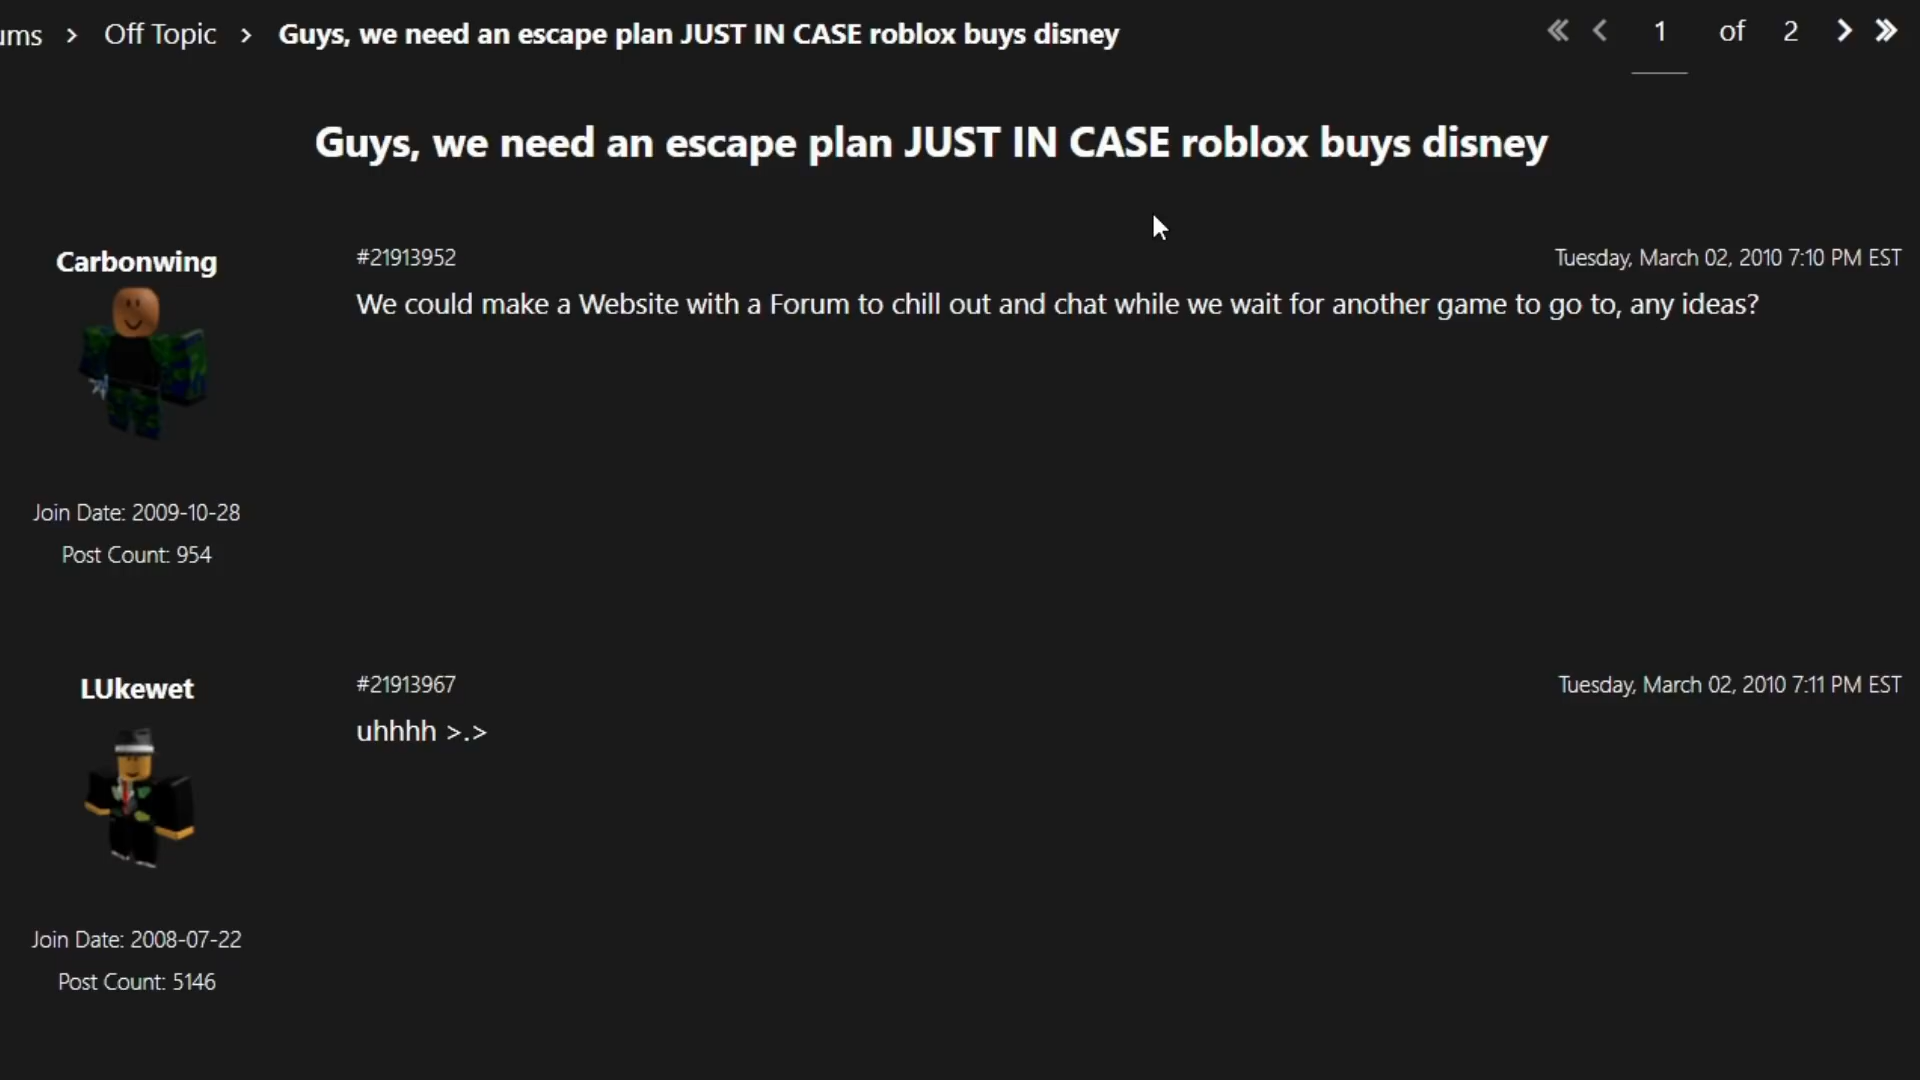 ums > Off Topic > Guys, we need an escape plan JUST IN CASE roblox buys disney
1 of 2
Guys, we need an escape plan JUST IN CASE roblox buys disney
Carbonwing
#21913952
Tuesday, March 02, 2010 7:10 PM EST
We could make a Website with a Forum to chill out and chat while we wait for another game to go to, any ideas?
Join Date: 2009-10-28
Post Count: 954
LUkewet
#21913967
Tuesday, March 02, 2010 7:11 PM EST
uhhhh >.>
Join Date: 2008-07-22
Post Count: 5146